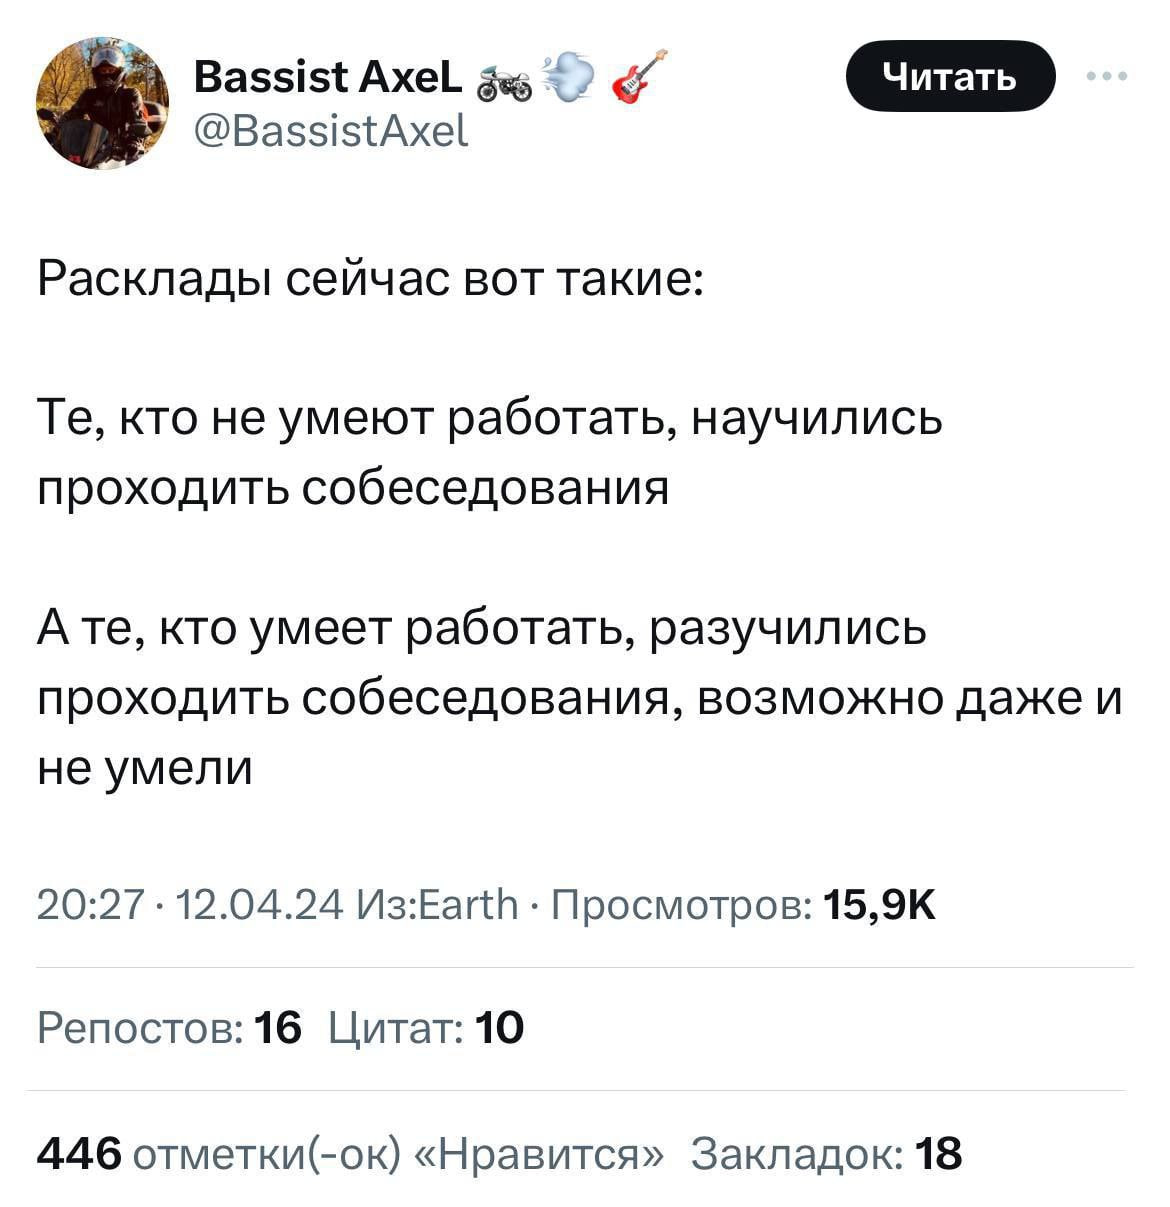 Bassist AxeL 🏍💨🎸
Читать
@BassistAxel
Расклады сейчас вот такие:
Те, кто не умеют работать, научились
проходить собеседования
А те, кто умеет работать, разучились
проходить собеседования, возможно даже и
не умели
20:27 · 12.04.24 Из:Earth · Просмотров: 15,9K
Репостов: 16 Цитат: 10
446 отметки(-ок) «Нравится» Закладок: 18